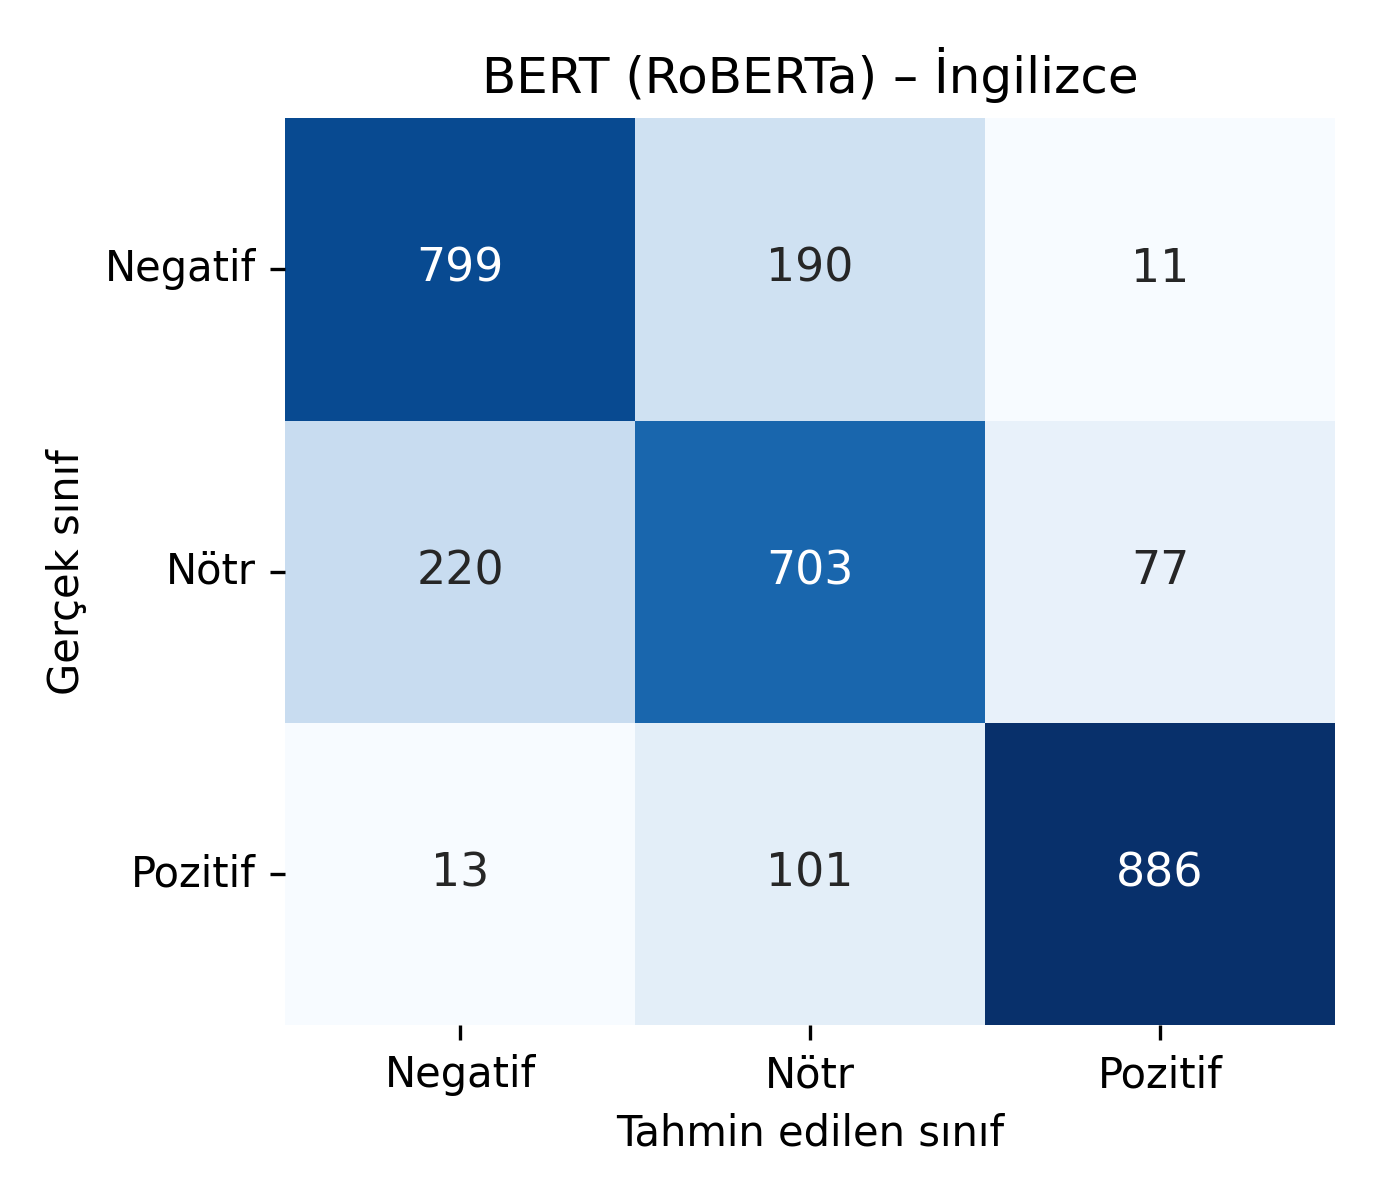 BERT (RoBERTa) – İngilizce
Gerçek sınıf
Negatif 799 190 11
Nötr 220 703 77
Pozitif 13 101 886
Negatif Nötr Pozitif
Tahmin edilen sınıf